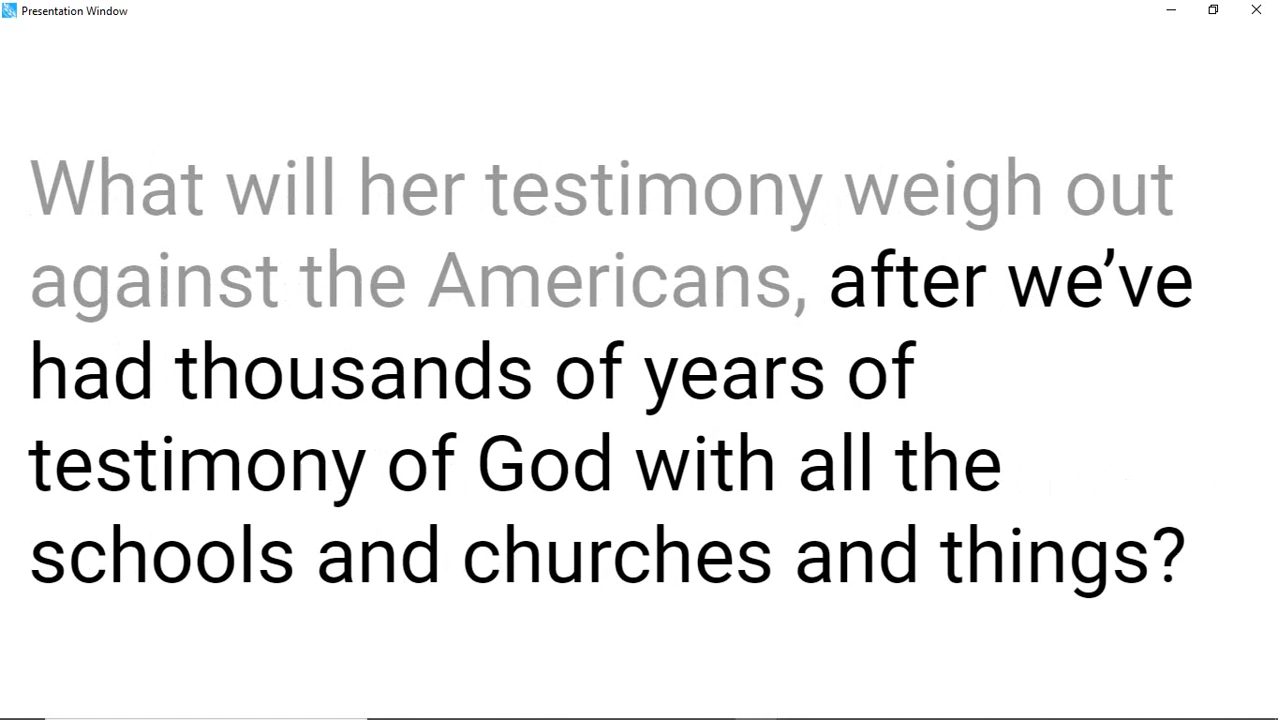 Presentation Window
What will her testimony weigh out
against the Americans, after we’ve
had thousands of years of
testimony of God with all the
schools and churches and things?